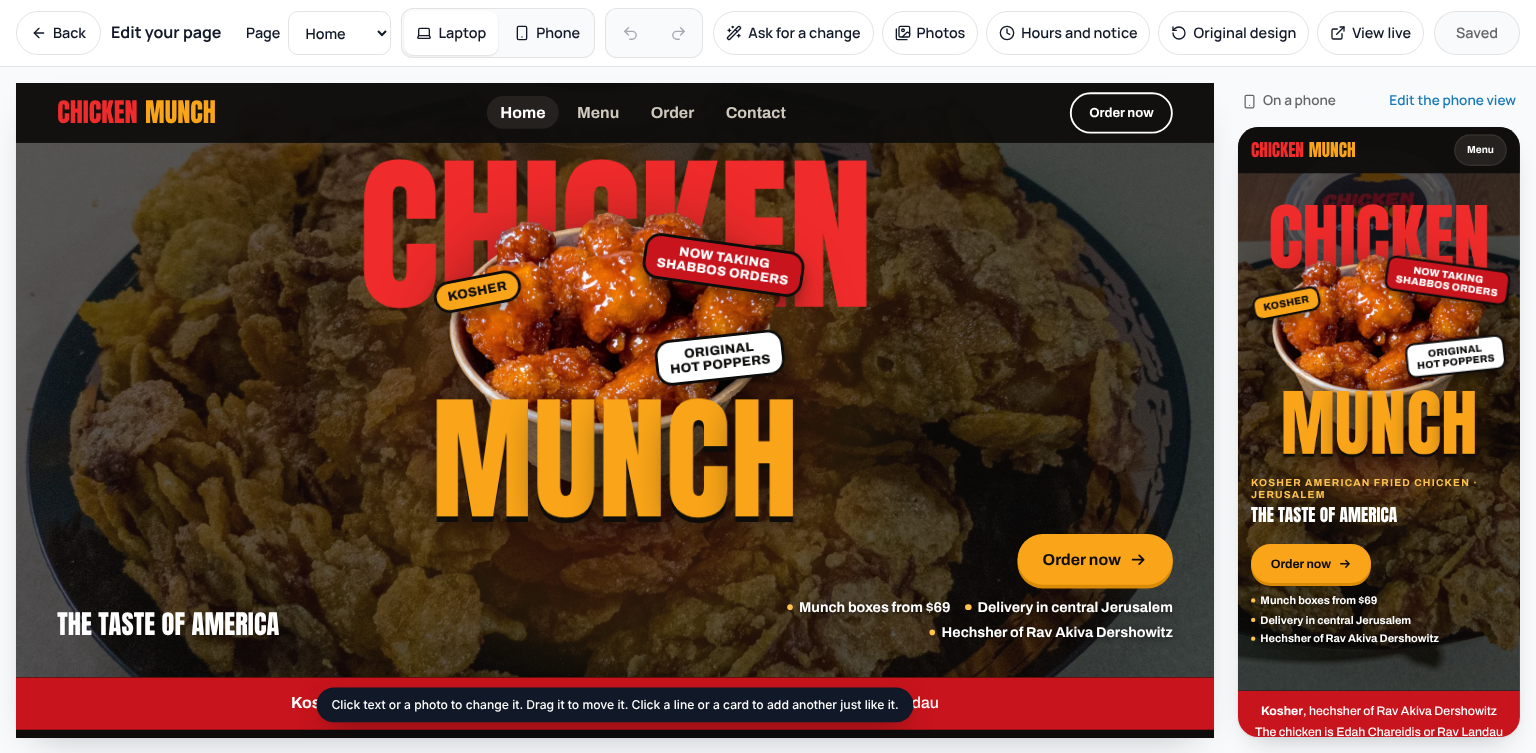 Back
Edit your page
Page
Home
Laptop
Phone
Ask for a change
Photos
Hours and notice
Original design
View live
Saved
CHICKEN MUNCH
Home
Menu
Order
Contact
Order now
CHICKEN
KOSHER
NOW TAKING
SHABBOS ORDERS
ORIGINAL
HOT POPPERS
MUNCH
Order now
Munch boxes from $69
Delivery in central Jerusalem
Hechsher of Rav Akiva Dershowitz
THE TASTE OF AMERICA
Click text or a photo to change it. Drag it to move it. Click a line or a card to add another just like it.
On a phone
Edit the phone view
CHICKEN MUNCH
Menu
CHICKEN
NOW TAKING
SHABBOS ORDERS
KOSHER
ORIGINAL
HOT POPPERS
MUNCH
KOSHER AMERICAN FRIED CHICKEN ·
JERUSALEM
THE TASTE OF AMERICA
Order now
Munch boxes from $69
Delivery in central Jerusalem
Hechsher of Rav Akiva Dershowitz
Kosher, hechsher of Rav Akiva Dershowitz
The chicken is Edah Chareidis or Rav Landau